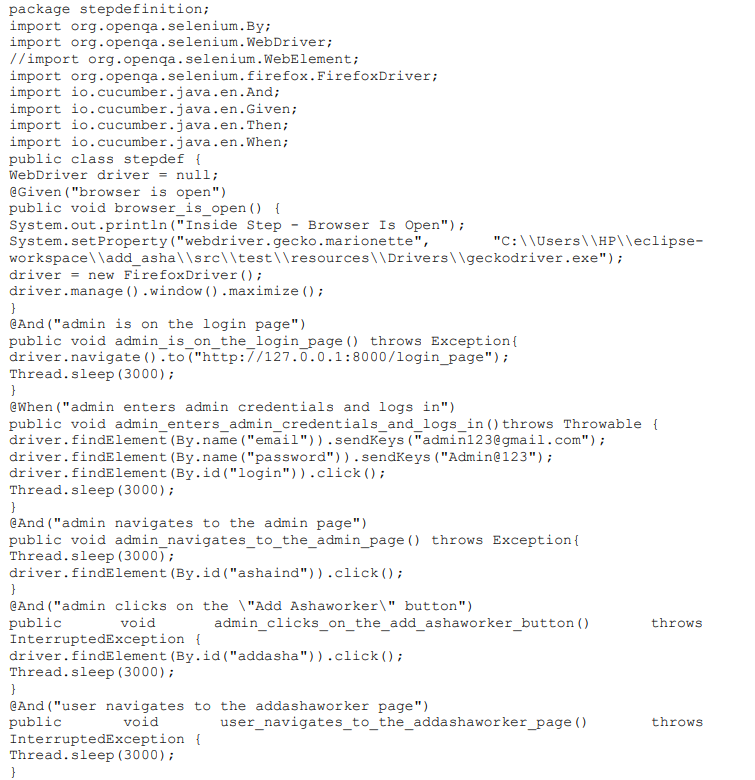 package stepdefinition;
import org.openqa.selenium.By;
import org.openqa.selenium.WebDriver;
//import org.openqa.selenium.WebElement;
import org.openqa.selenium.firefox.FirefoxDriver;
import io.cucumber.java.en.And;
import io.cucumber.java.en.Given;
import io.cucumber.java.en.Then;
import io.cucumber.java.en.When;
public class stepdef {
WebDriver driver = null;
@Given("browser is open")
public void browser_is_open() {
System.out.println("Inside Step - Browser Is Open");
System.setProperty("webdriver.gecko.marionette", "C:\\Users\\HP\\eclipse-
workspace\\add_asha\\src\\test\\resources\\Drivers\\geckodriver.exe");
driver = new FirefoxDriver();
driver.manage().window().maximize();
}
@And("admin is on the login page")
public void admin_is_on_the_login_page() throws Exception{
driver.navigate().to("http://127.0.0.1:8000/login_page");
Thread.sleep(3000);
}
@When("admin enters admin credentials and logs in")
public void admin_enters_admin_credentials_and_logs_in()throws Throwable {
driver.findElement(By.name("email")).sendKeys("admin123@gmail.com");
driver.findElement(By.name("password")).sendKeys("Admin@123");
driver.findElement(By.id("login")).click();
Thread.sleep(3000);
}
@And("admin navigates to the admin page")
public void admin_navigates_to_the_admin_page() throws Exception{
Thread.sleep(3000);
driver.findElement(By.id("ashaind")).click();
}
@And("admin clicks on the \"Add Ashaworker\" button")
public void admin_clicks_on_the_add_ashaworker_button() throws
InterruptedException {
driver.findElement(By.id("addasha")).click();
Thread.sleep(3000);
}
@And("user navigates to the addashaworker page")
public void user_navigates_to_the_addashaworker_page() throws
InterruptedException {
Thread.sleep(3000);
}